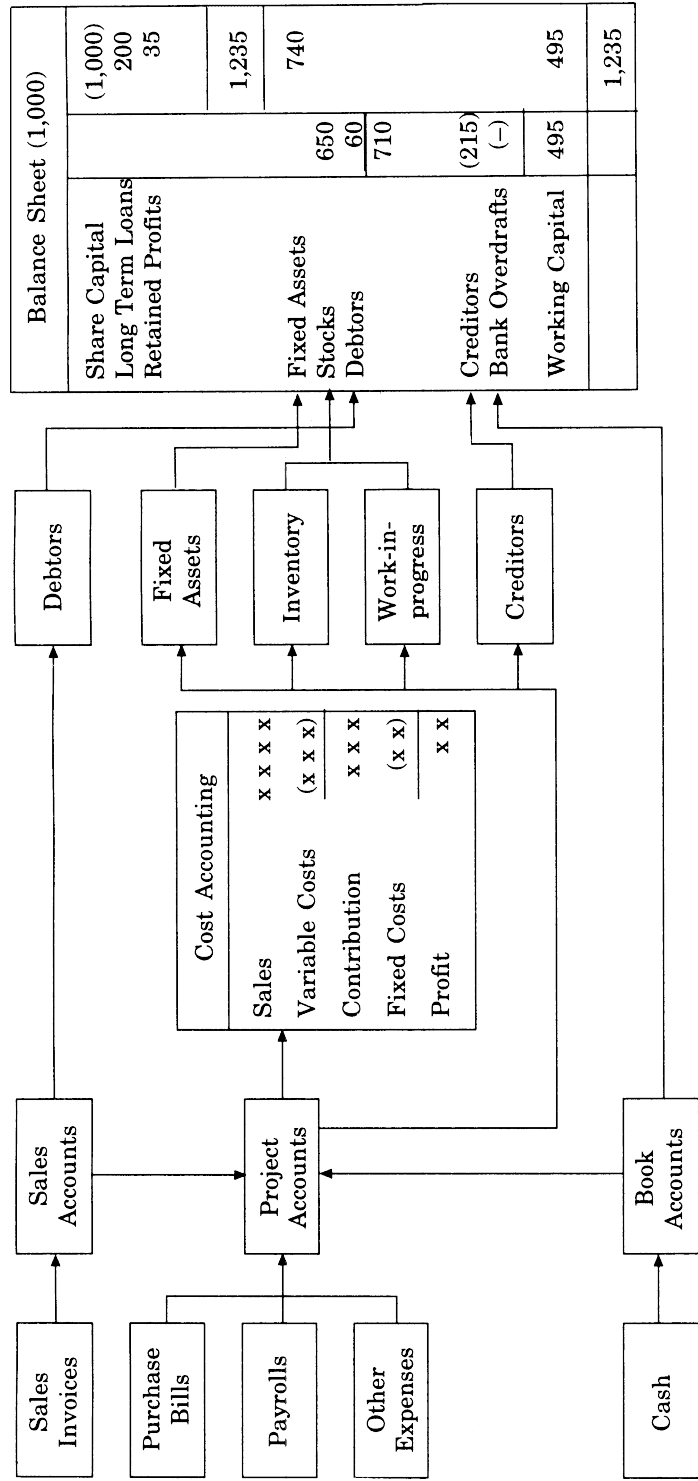 Sales
Invoices
Purchase
Bills
Payrolls
Other
Expenses
Cash
Sales
Accounts
Project
Accounts
Book
Accounts
Cost Accounting
Sales x x x x
Variable Costs (x x x)
Contribution x x x
Fixed Costs (x x)
Profit x x
Debtors
Fixed
Assets
Inventory
Work-in-
progress
Creditors
Balance Sheet (1,000)
Share Capital (1,000)
Long Term Loans 200
Retained Profits 35
1,235
Fixed Assets 740
Stocks 650
Debtors 60
710
Creditors (215)
Bank Overdrafts (–)
Working Capital 495 495
1,235